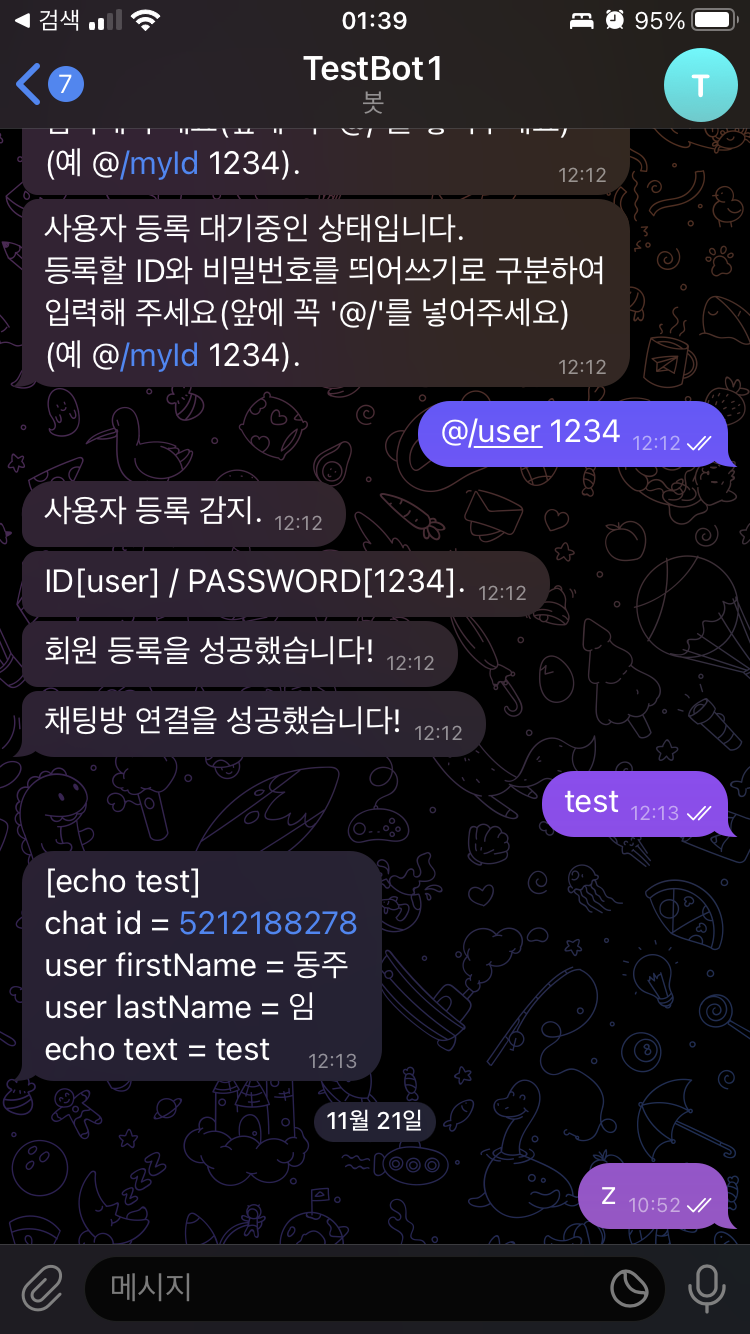 ◀ 검색
01:39
95%
7
TestBot1
봇
T
(예 @/myId 1234).
12:12
사용자 등록 대기중인 상태입니다.
등록할 ID와 비밀번호를 띄어쓰기로 구분하여
입력해 주세요(앞에 꼭 '@/'를 넣어주세요)
(예 @/myId 1234).
12:12
@/user 1234 12:12
사용자 등록 감지. 12:12
ID[user] / PASSWORD[1234]. 12:12
회원 등록을 성공했습니다! 12:12
채팅방 연결을 성공했습니다! 12:12
test 12:13
[echo test]
chat id = 5212188278
user firstName = 동주
user lastName = 임
echo text = test 12:13
11월 21일
z 10:52
메시지